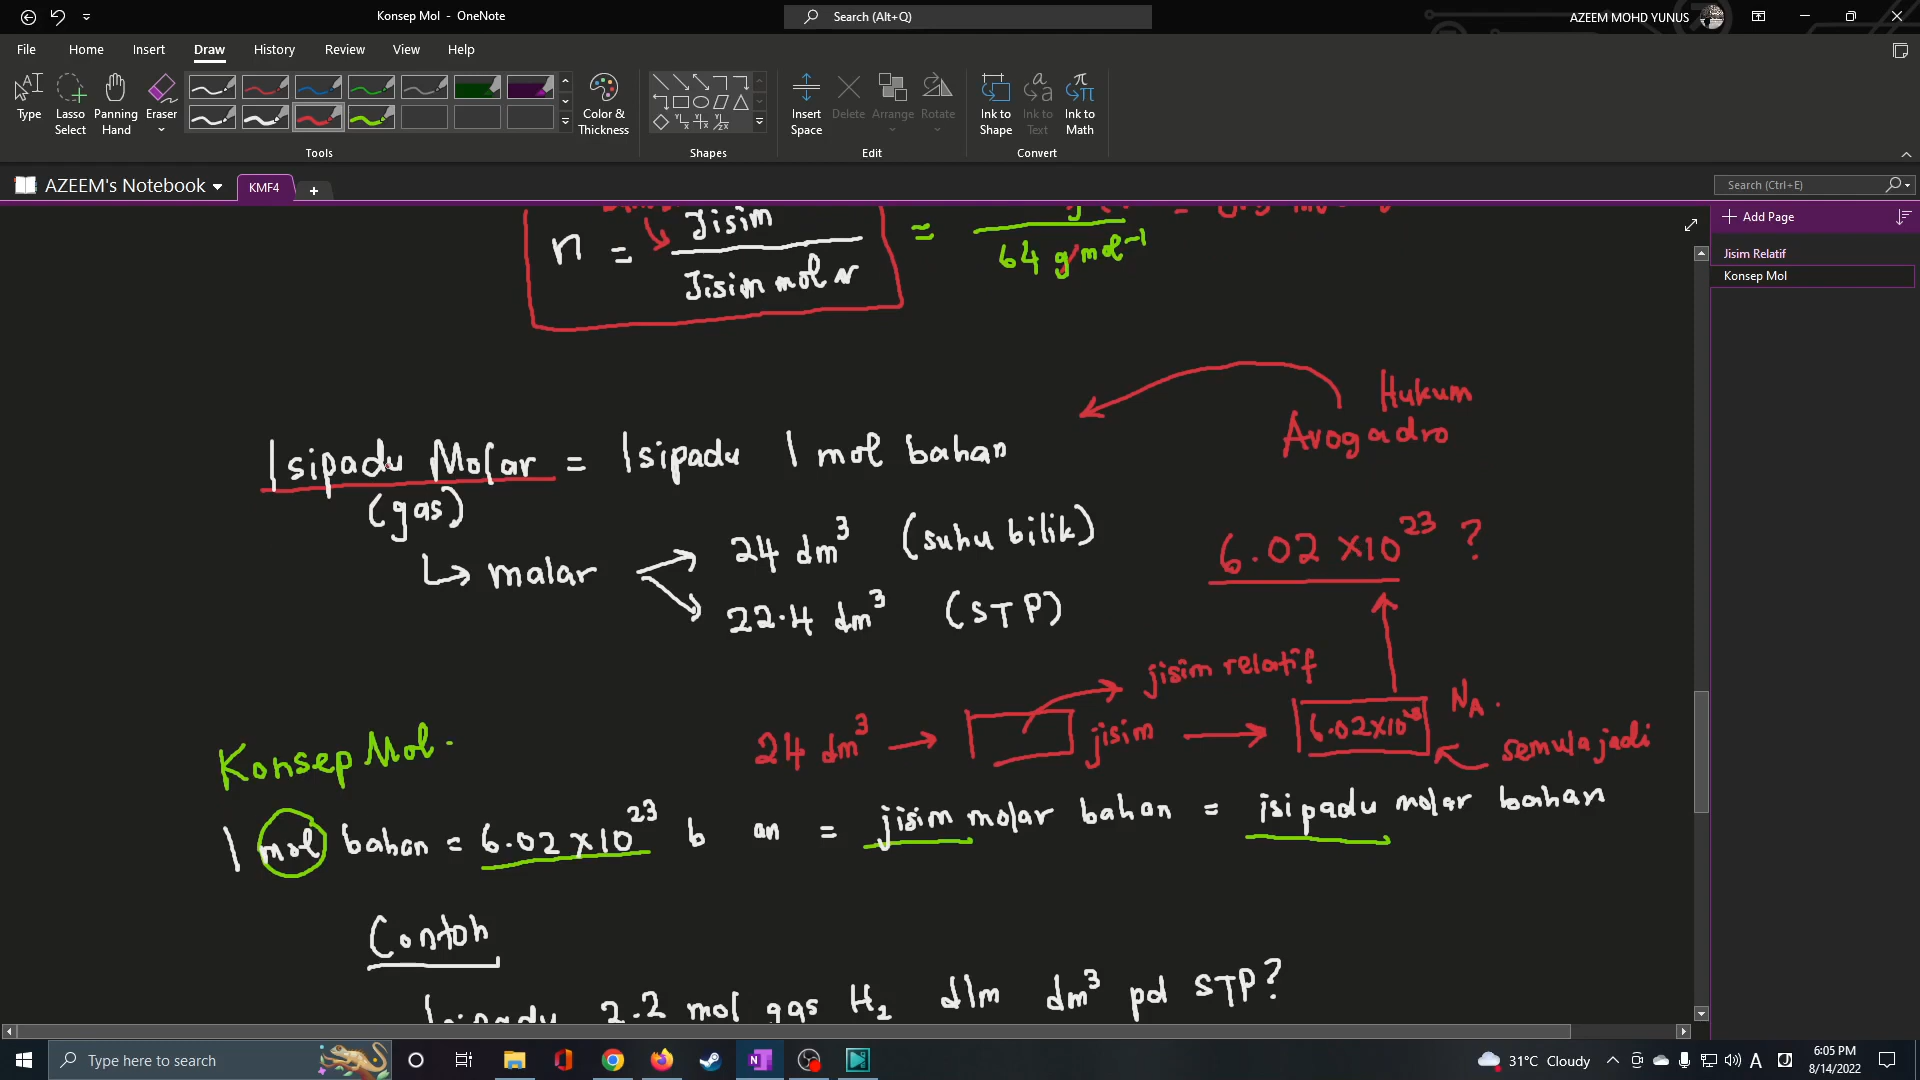 Konsep Mol - OneNote
Search (Alt+Q)
AZEEM MOHD YUNUS
File Home Insert Draw History Review View Help
Type
Lasso Select
Panning Hand
Eraser
Color & Thickness
Insert Space
Delete
Arrange
Rotate
Ink to Shape
Ink to Text
Ink to Math
Tools Shapes Edit Convert
AZEEM's Notebook
KMF4
Search (Ctrl+E)
Add Page
Jisim Relatif
Konsep Mol
n = Jisim
Jisim molar
= 64 g mol⁻¹
Hukum
Avogadro
Isipadu Molar = Isipadu 1 mol bahan
(gas)
malar
24 dm³ (suhu bilik)
22.4 dm³ (STP)
6.02 x10²³ ?
jisim relatif
24 dm³ → jisim → 6.02x10²³ NA.
semulajadi
Konsep Mol.
1 mol bahan = 6.02 x10²³ b an = jisim molar bahan = isipadu molar bahan
Contoh
Isipadu 2.2 mol gas H₂ dlm dm³ pd STP?
Type here to search
31°C Cloudy
6:05 PM
8/14/2022